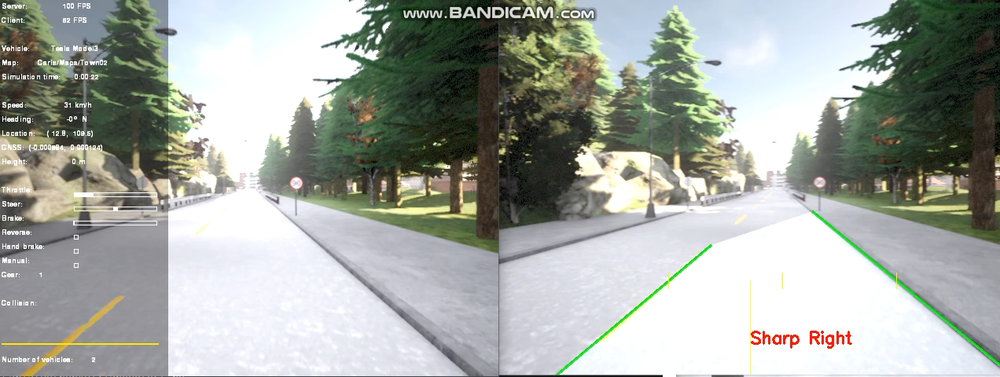 Server: 100 FPS
Client: 62 FPS
www.BANDICAM.com
Vehicle: Tesla Model3
Map: Carla/Maps/Town02
Simulation time: 0:00:22
Speed: 31 km/h
Heading: -0° N
Location: ( 12.8, 109.5)
GNSS: (-0.000984, 0.000124)
Height: 0 m
Throttle:
Steer:
Brake:
Reverse:
Hand brake:
Manual:
Gear: 1
Collision:
Sharp Right
Number of vehicles: 2